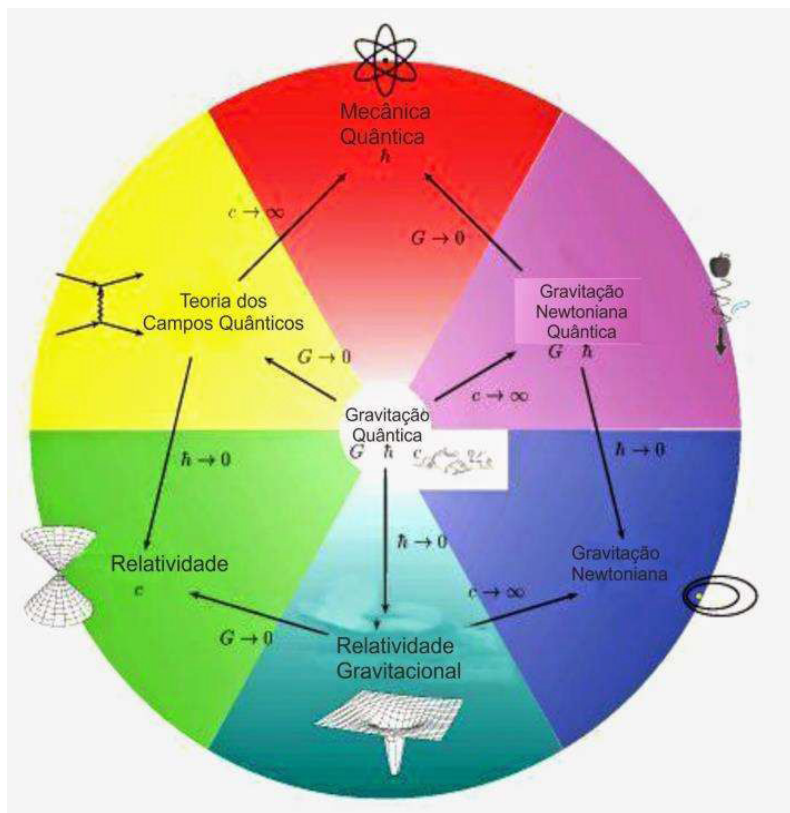 Mecânica
Quântica
ħ
c → ∞
G → 0
Teoria dos
Campos Quânticos
Gravitação
Newtoniana
Quântica
G ħ
G → 0
c → ∞
Gravitação
Quântica
G ħ c
ħ → 0
ħ → 0
ħ → 0
Relatividade
c
Gravitação
Newtoniana
c → ∞
G → 0
Relatividade
Gravitacional